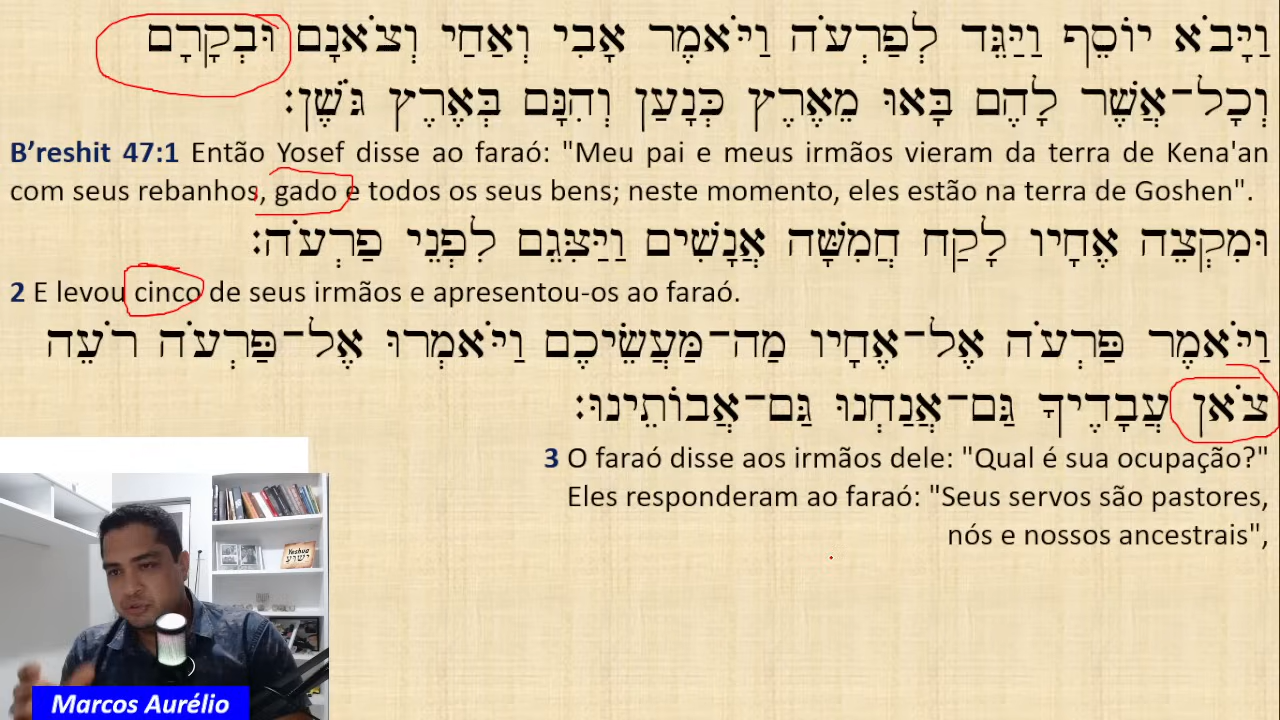 וַיָּבֹא יוֹסֵף וַיַּגֵּד לְפַרְעֹה וַיֹּאמֶר אָבִי וְאַחַי וְצֹאנָם וּבְקָרָם
וְכָל־אֲשֶׁר לָהֶם בָּאוּ מֵאֶרֶץ כְּנָעַן וְהִנָּם בְּאֶרֶץ גֹּשֶׁן׃
B’reshit 47:1 Então Yosef disse ao faraó: "Meu pai e meus irmãos vieram da terra de Kena'an
com seus rebanhos, gado e todos os seus bens; neste momento, eles estão na terra de Goshen".
וּמִקְצֵה אֶחָיו לָקַח חֲמִשָּׁה אֲנָשִׁים וַיַּצִּגֵם לִפְנֵי פַרְעֹה׃
2 E levou cinco de seus irmãos e apresentou-os ao faraó.
וַיֹּאמֶר פַּרְעֹה אֶל־אֶחָיו מַה־מַּעֲשֵׂיכֶם וַיֹּאמְרוּ אֶל־פַּרְעֹה רֹעֵה
צֹאן עֲבָדֶיךָ גַּם־אֲנַחְנוּ גַּם־אֲבוֹתֵינוּ׃
3 O faraó disse aos irmãos dele: "Qual é sua ocupação?"
Eles responderam ao faraó: "Seus servos são pastores,
nós e nossos ancestrais",
Yeshua
ישוע
Marcos Aurélio